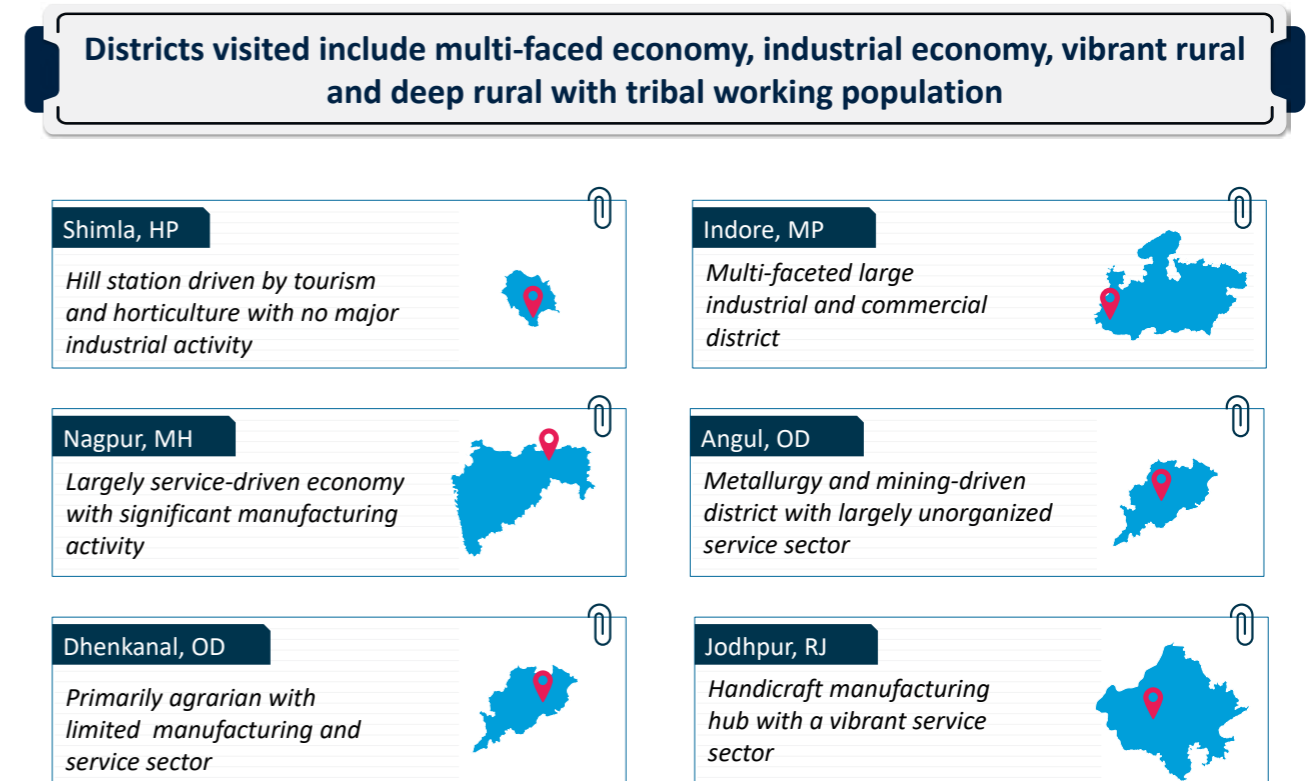 Districts visited include multi-faced economy, industrial economy, vibrant rural
and deep rural with tribal working population
Shimla, HP
Hill station driven by tourism
and horticulture with no major
industrial activity
Indore, MP
Multi-faceted large
industrial and commercial
district
Nagpur, MH
Largely service-driven economy
with significant manufacturing
activity
Angul, OD
Metallurgy and mining-driven
district with largely unorganized
service sector
Dhenkanal, OD
Primarily agrarian with
limited manufacturing and
service sector
Jodhpur, RJ
Handicraft manufacturing
hub with a vibrant service
sector